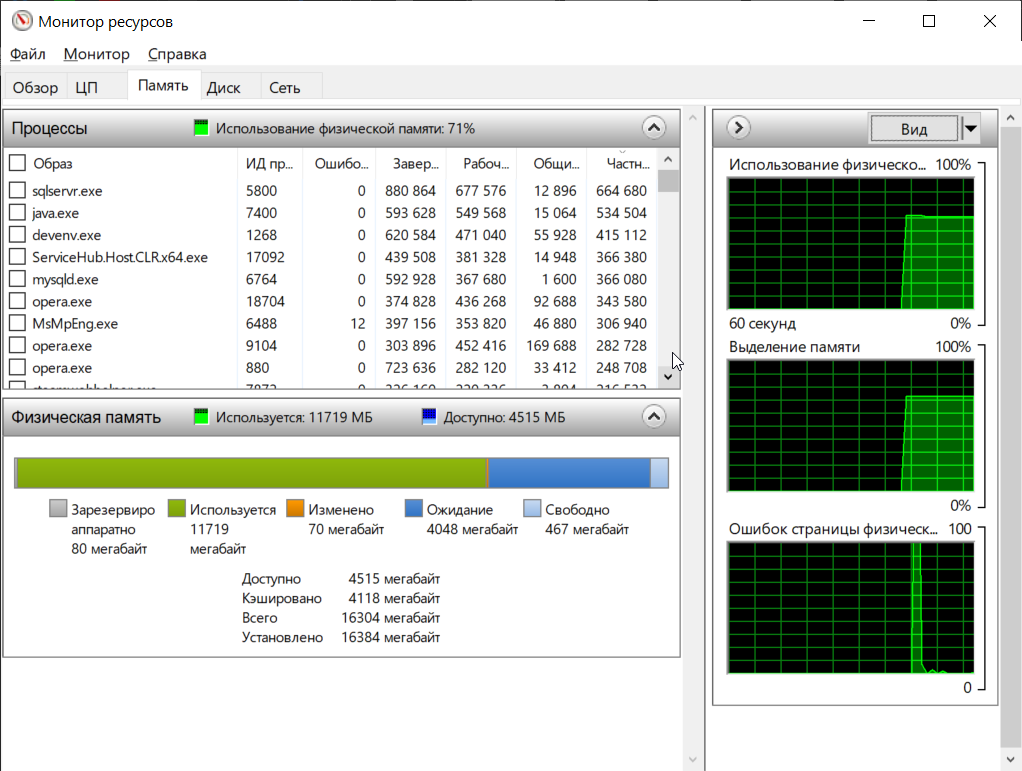 Монитор ресурсов
Файл Монитор Справка
Обзор ЦП Память Диск Сеть
Процессы Использование физической памяти: 71%
Образ ИД пр... Ошибо... Завер... Рабоч... Общи... Частн...
sqlservr.exe 5800 0 880 864 677 576 12 896 664 680
java.exe 7400 0 593 628 549 568 15 064 534 504
devenv.exe 1268 0 620 584 471 040 55 928 415 112
ServiceHub.Host.CLR.x64.exe 17092 0 439 508 381 328 14 948 366 380
mysqld.exe 6764 0 592 928 367 680 1 600 366 080
opera.exe 18704 0 374 828 436 268 92 688 343 580
MsMpEng.exe 6488 12 397 156 353 820 46 880 306 940
opera.exe 9104 0 303 896 452 416 169 688 282 728
opera.exe 880 0 723 636 282 120 33 412 248 708
Физическая память Используется: 11719 МБ Доступно: 4515 МБ
Зарезервиро Используется Изменено Ожидание Свободно
аппаратно 11719 70 мегабайт 4048 мегабайт 467 мегабайт
80 мегабайт мегабайт
Доступно 4515 мегабайт
Кэшировано 4118 мегабайт
Всего 16304 мегабайт
Установлено 16384 мегабайт
Вид
Использование физическо... 100%
60 секунд 0%
Выделение памяти 100%
0%
Ошибок страницы физическ... 100
0